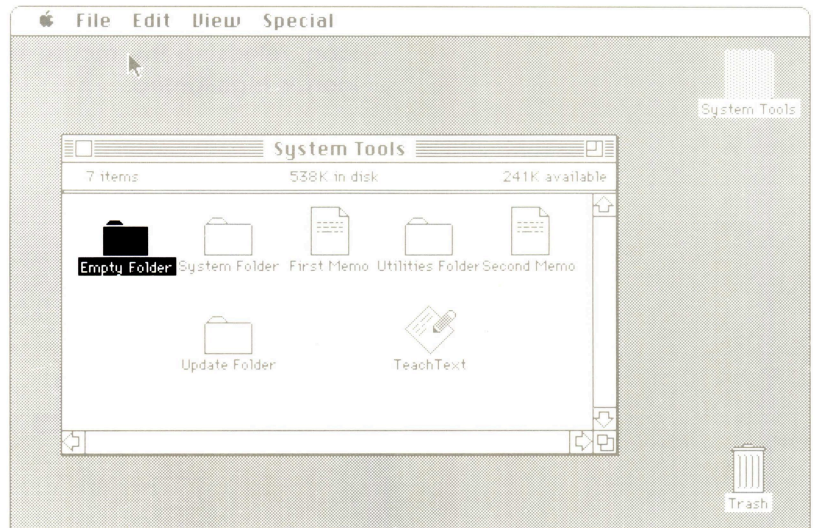 File Edit View Special
System Tools
System Tools
7 items 538K in disk 241K available
Empty Folder System Folder First Memo Utilities Folder Second Memo
Update Folder TeachText
Trash